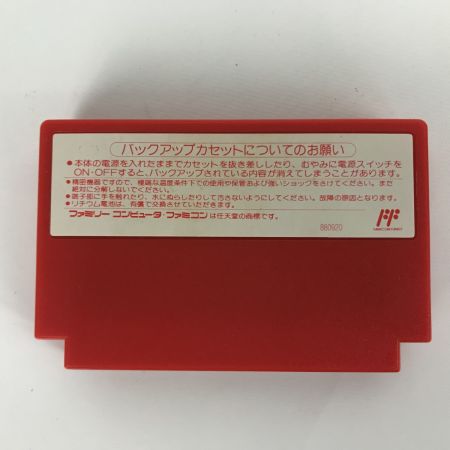 バックアップカセットについてのお願い
●本体の電源を入れたままでカセットを抜き差ししたり、むやみに電源スイッチを
ON・OFFすると、バックアップされている内容が消えてしまうことがあります。
●精密機器ですので、極端な温度条件下での使用や保管および強いショックをさけてください。また
絶対に分解しないでください。
●端子部に手を触れたり、水にぬらしたりして汚さないようにしてください。故障の原因となります。
●リチウム電池は、有償で交換させていただきます。
ファミリー コンピュータ・ファミコンは任天堂の商標です。
880920